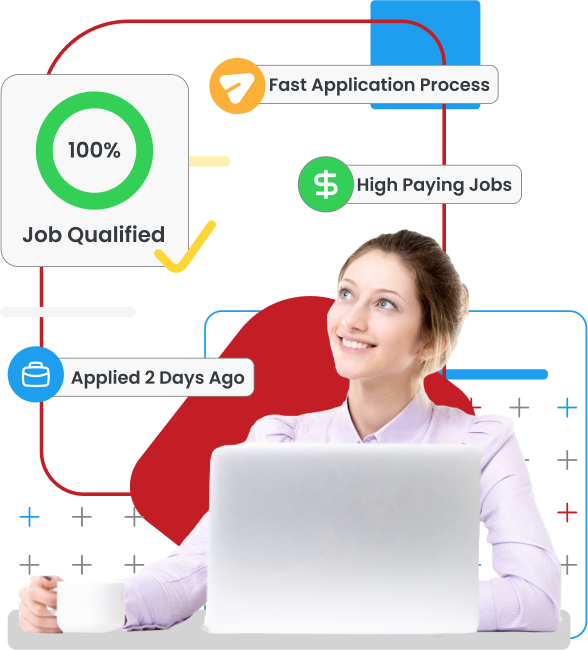 Fast Application Process
100%
High Paying Jobs
Job Qualified
Applied 2 Days Ago